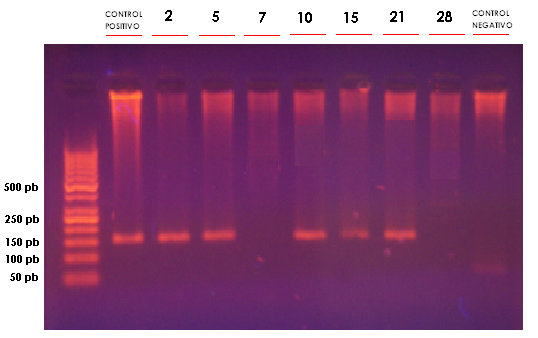 CONTROL
POSITIVO
2
5
7
10
15
21
28
CONTROL
NEGATIVO
500 pb
250 pb
150 pb
100 pb
50 pb